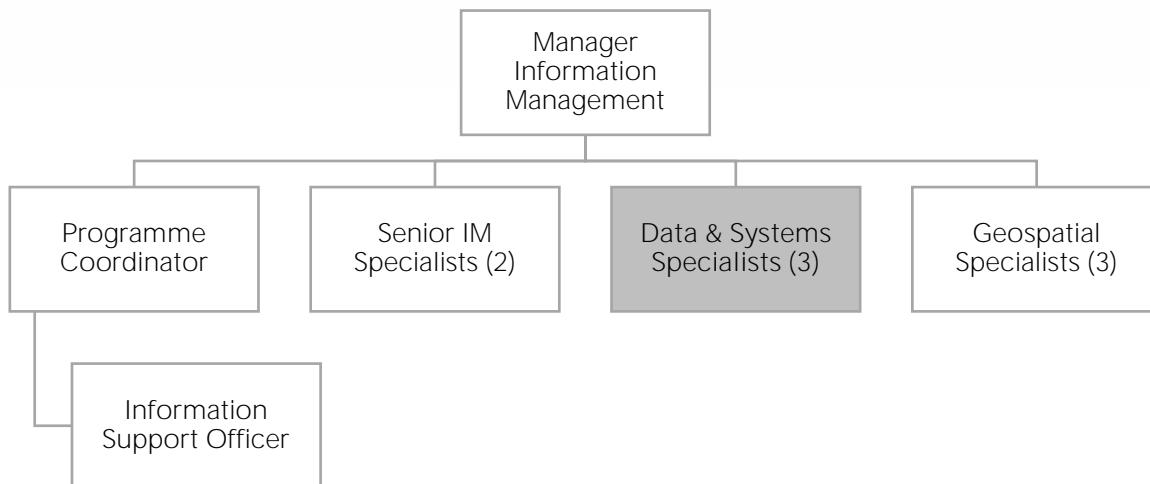 Manager
Information
Management
Programme
Coordinator
Senior IM
Specialists (2)
Data & Systems
Specialists (3)
Geospatial
Specialists (3)
Information
Support Officer